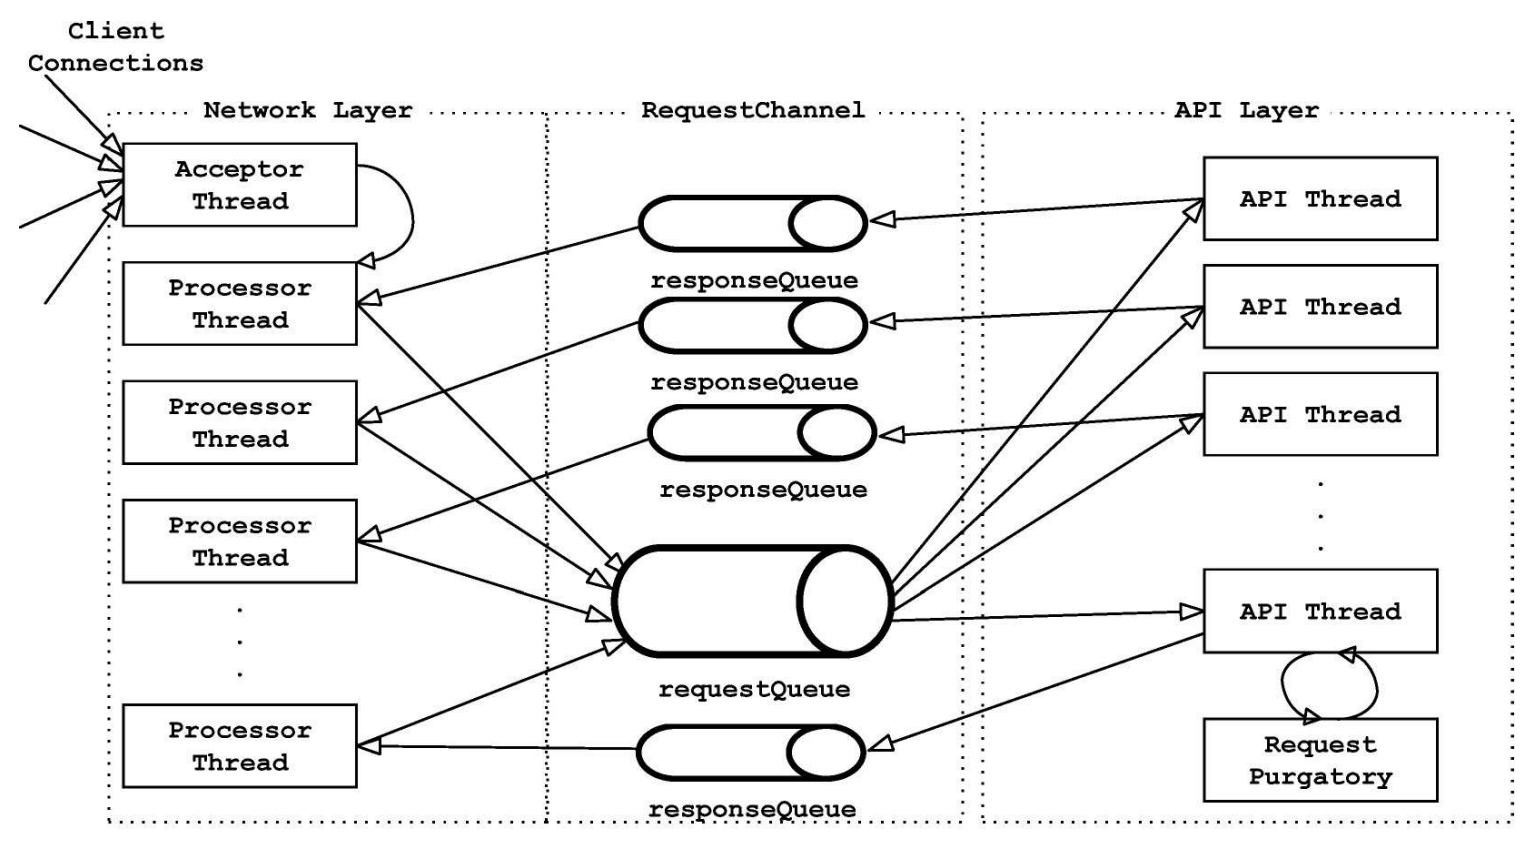 Client
Connections
Network Layer
RequestChannel
API Layer
Acceptor
Thread
Processor
Thread
Processor
Thread
Processor
Thread
.
.
.
Processor
Thread
responseQueue
responseQueue
responseQueue
requestQueue
responseQueue
API Thread
API Thread
API Thread
.
.
.
API Thread
Request
Purgatory